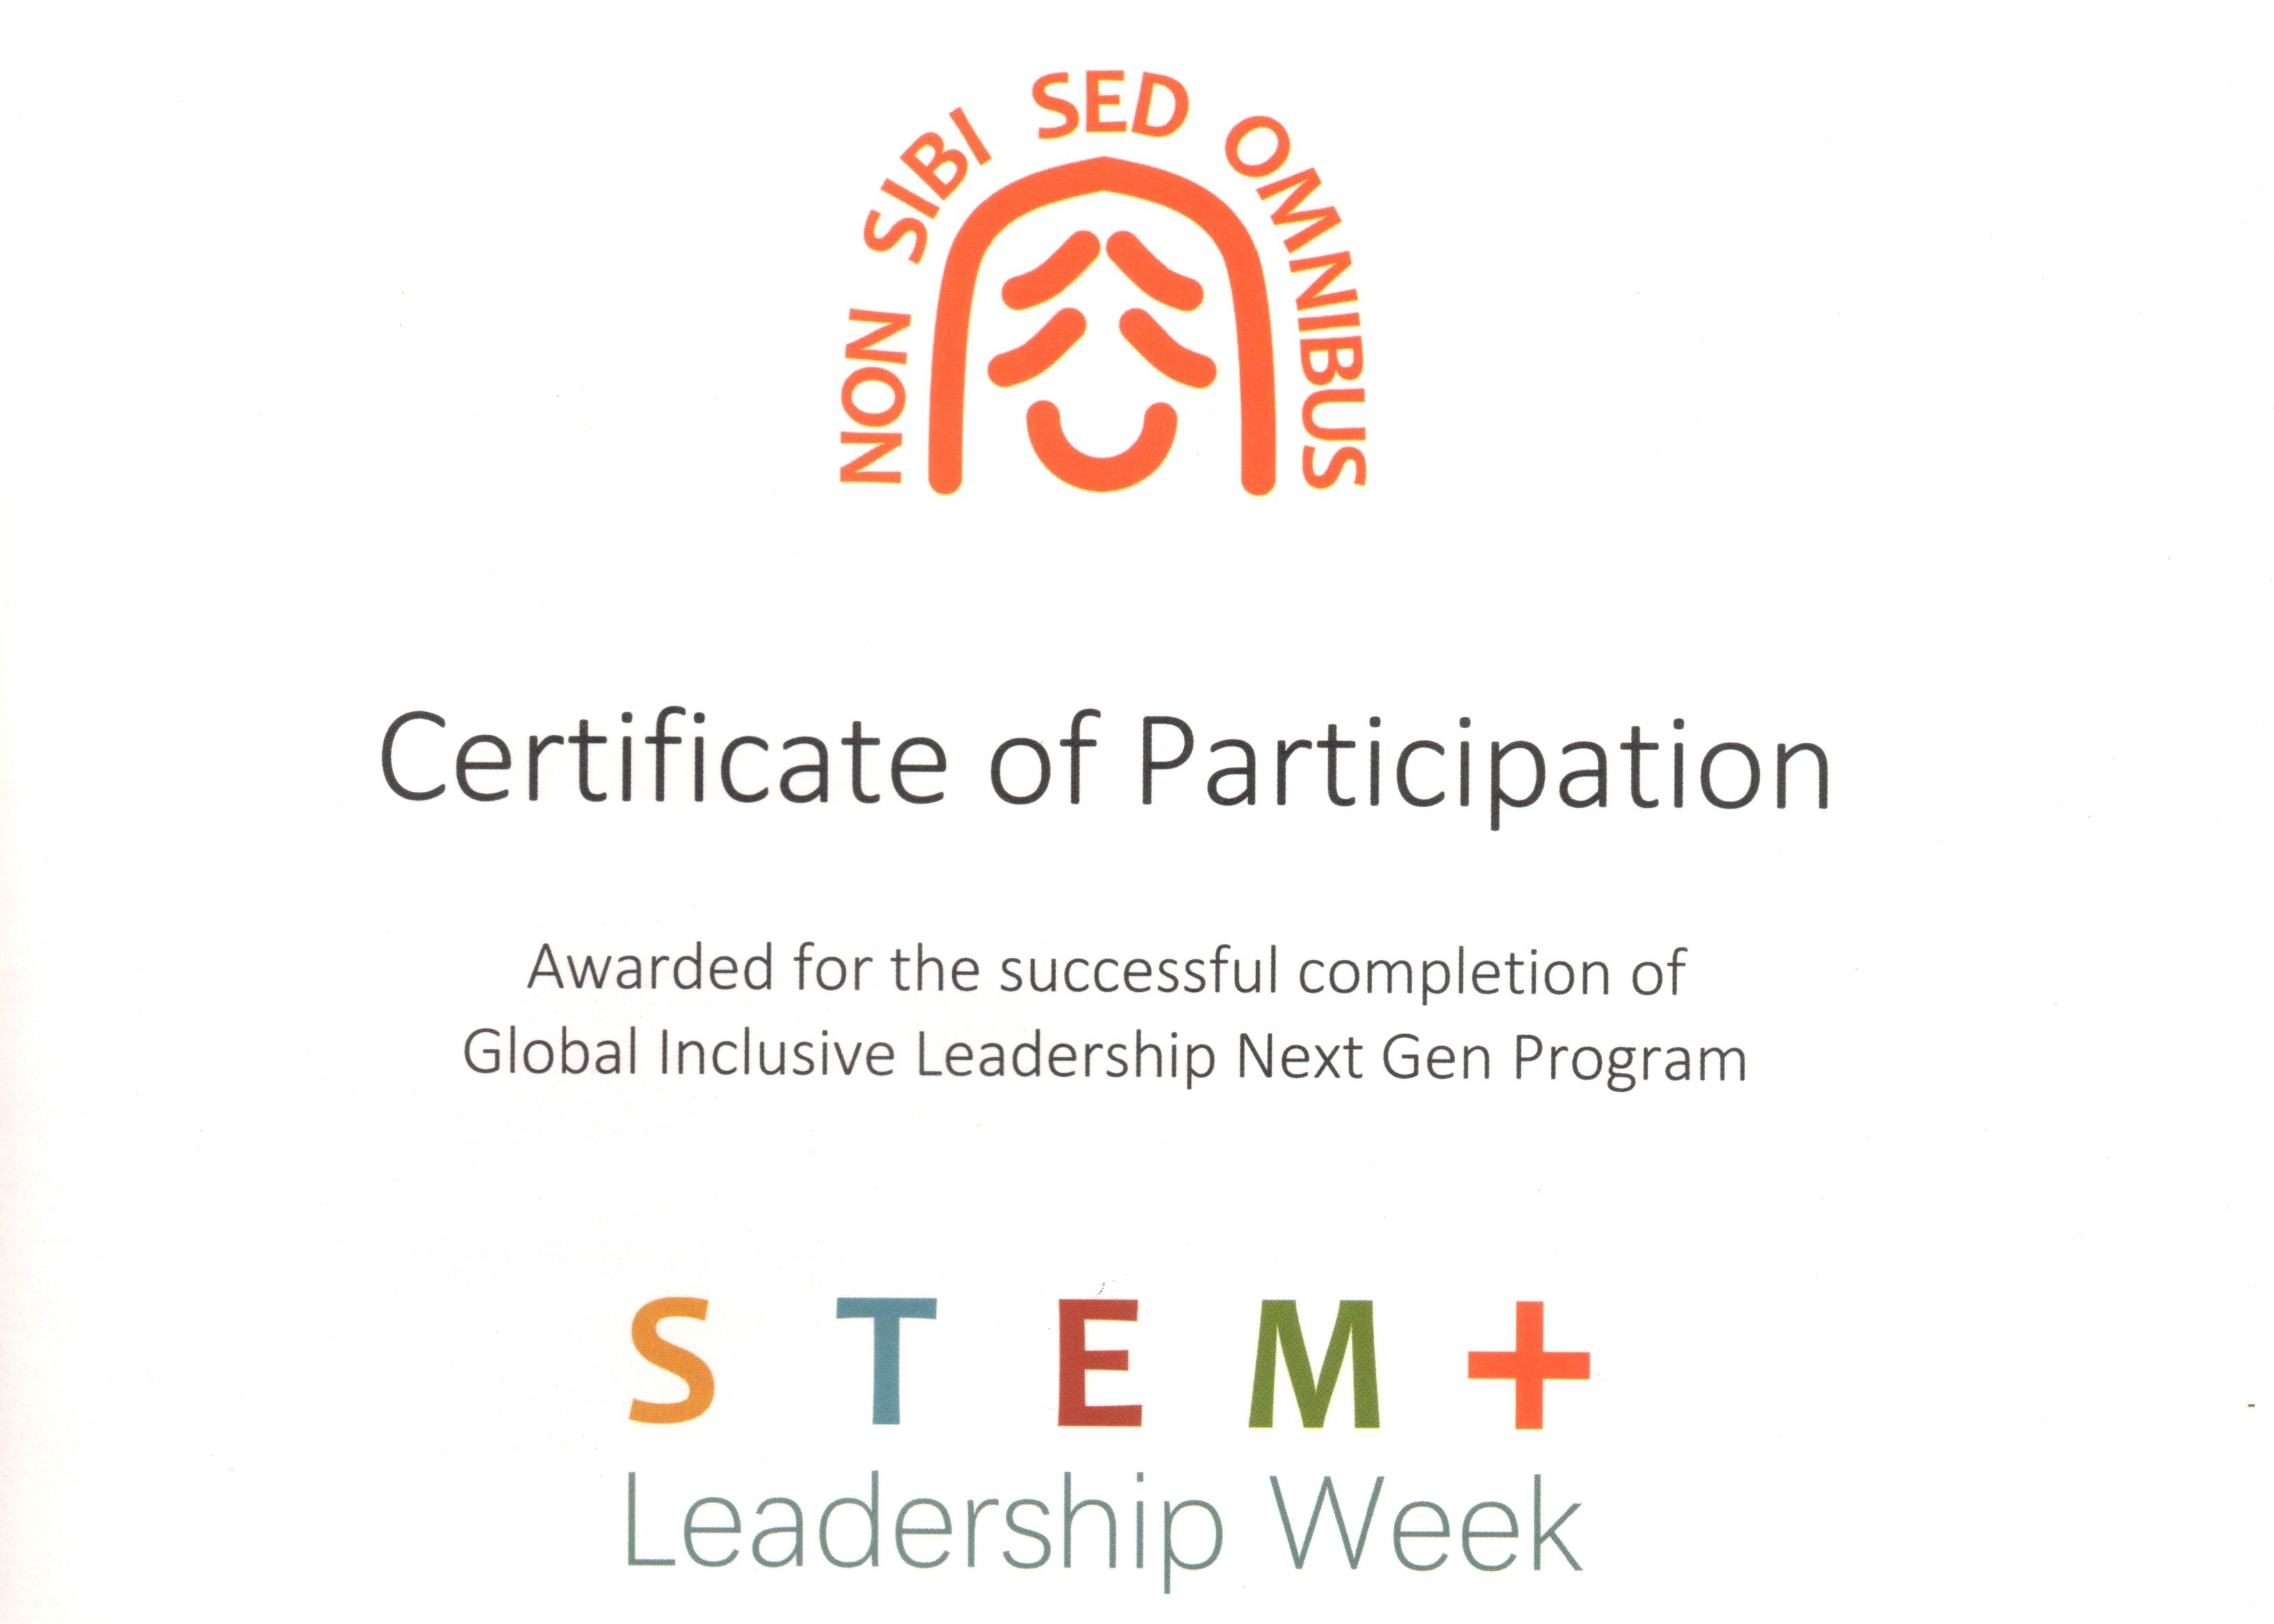 NON SIBI SED OMNIBUS
Certificate of Participation
Awarded for the successful completion of
Global Inclusive Leadership Next Gen Program
STEM+
Leadership Week